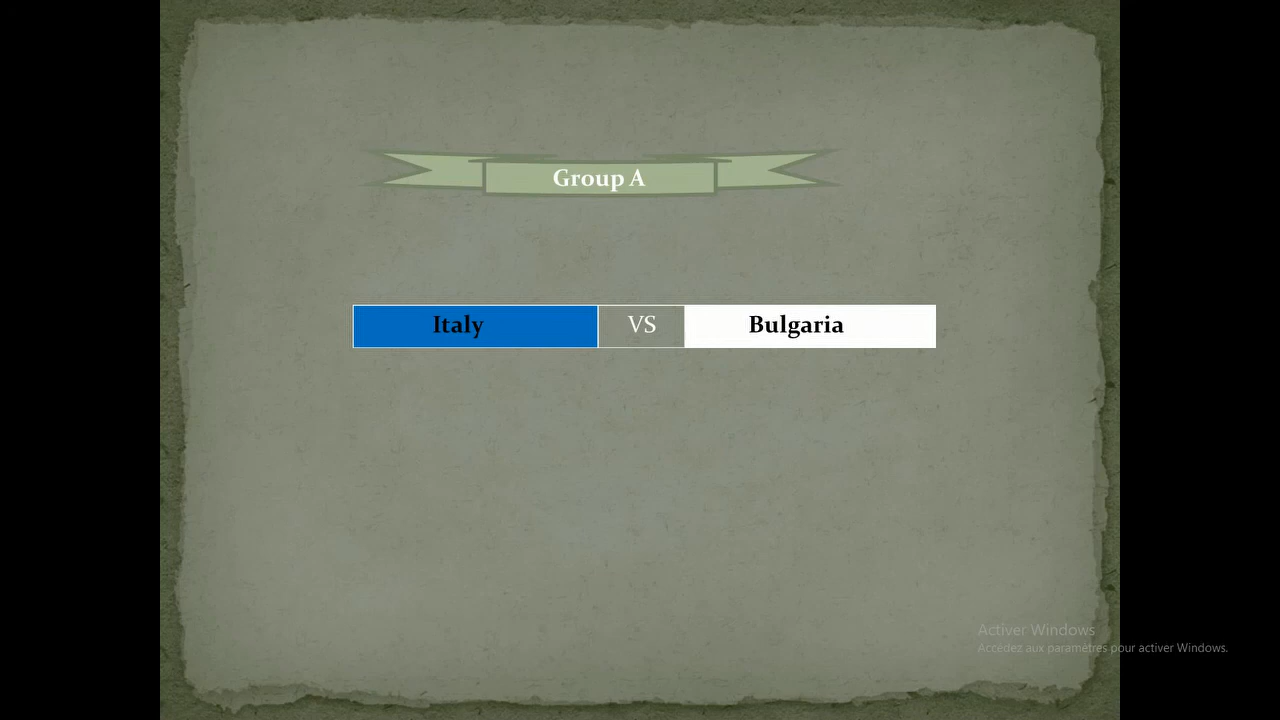 Group A
Italy VS Bulgaria
Activer Windows
Accédez aux paramètres pour activer Windows.